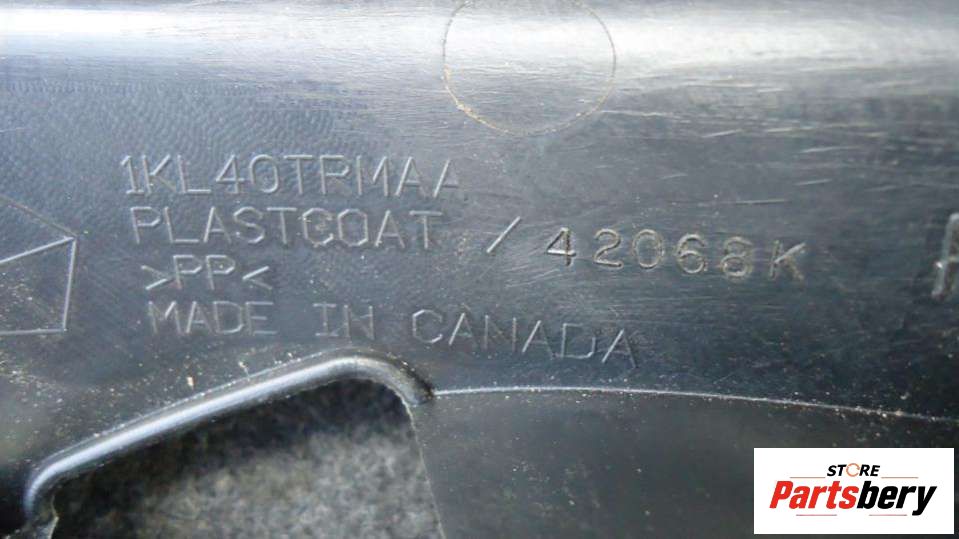 1KL40TRMAA
PLASTCOAT / 42068K
>PP<
MADE IN CANADA
STORE
Partsbery